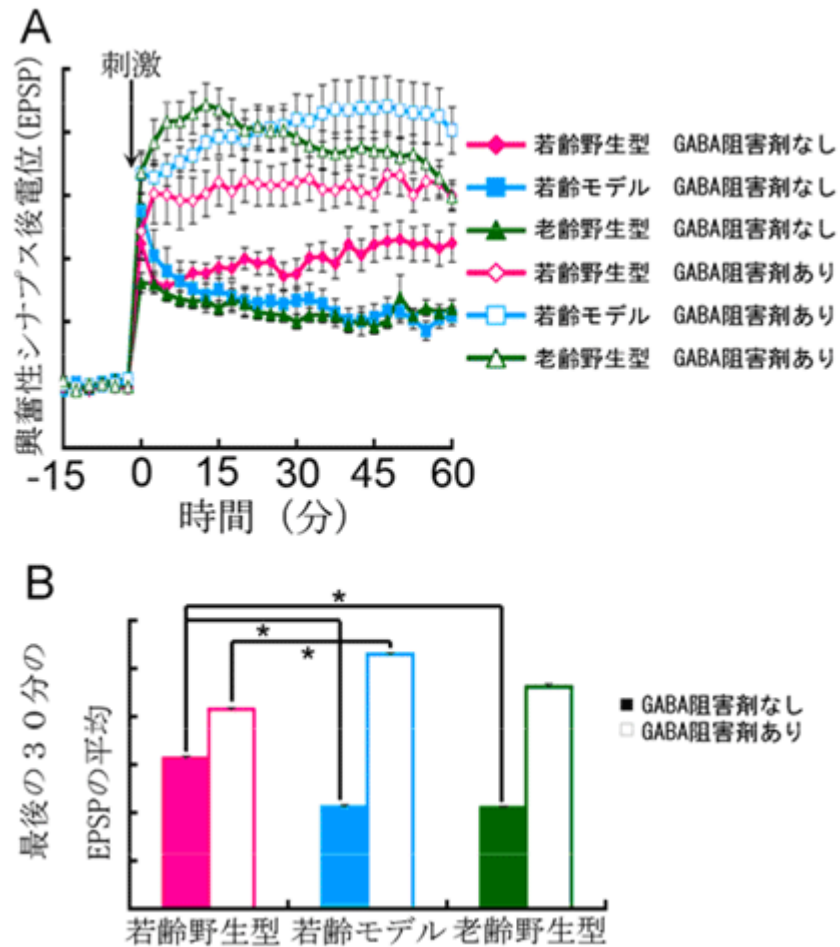 A
刺激
興奮性シナプス後電位(EPSP)
若齢野生型 GABA阻害剤なし
若齢モデル GABA阻害剤なし
老齢野生型 GABA阻害剤なし
若齢野生型 GABA阻害剤あり
若齢モデル GABA阻害剤あり
老齢野生型 GABA阻害剤あり
-15 0 15 30 45 60
時間（分）
B
最後の３０分の
EPSPの平均
*
*
*
GABA阻害剤なし
GABA阻害剤あり
若齢野生型 若齢モデル 老齢野生型